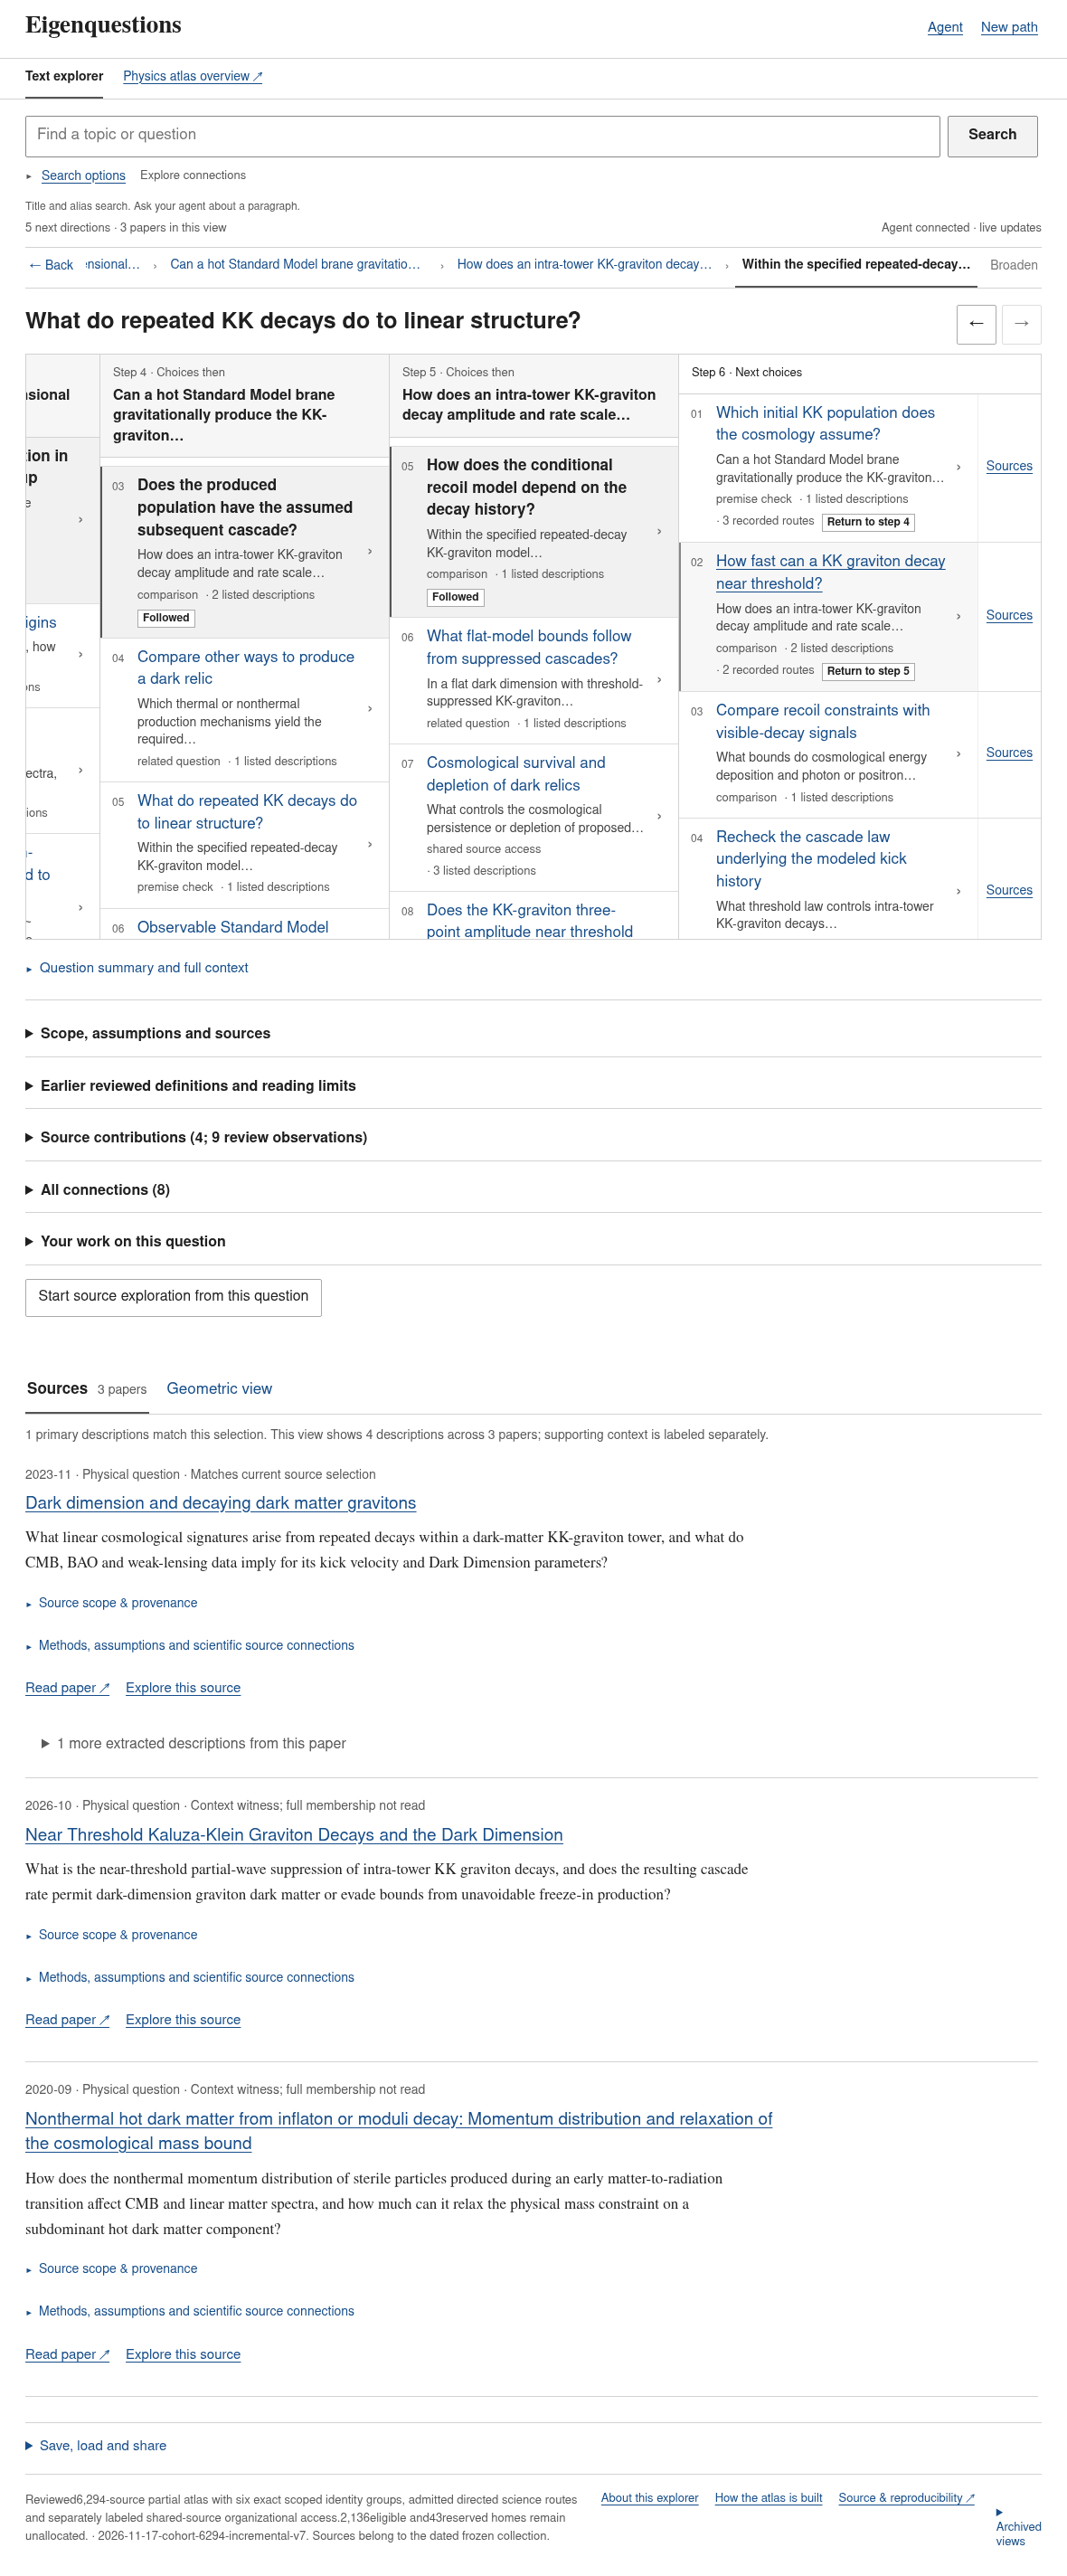 Eigenquestions
Agent
New path
Text explorer
Physics atlas overview ↗
Find a topic or question
Search
▸ Search options
Explore connections
Title and alias search. Ask your agent about a paragraph.
5 next directions · 3 papers in this view
Agent connected · live updates
← Back
ensional…
›
Can a hot Standard Model brane gravitatio…
›
How does an intra-tower KK-graviton decay…
›
Within the specified repeated-decay…
Broaden
What do repeated KK decays do to linear structure?
←
→
nsional
tion in
up
e
›
igins
, how
›
ons
ectra,
›
ions
d to
›
Step 4 · Choices then
Can a hot Standard Model brane
gravitationally produce the KK-
graviton…
03
Does the produced
population have the assumed
subsequent cascade?
How does an intra-tower KK-graviton
decay amplitude and rate scale…
›
comparison · 2 listed descriptions
Followed
04
Compare other ways to produce
a dark relic
Which thermal or nonthermal
production mechanisms yield the
required…
›
related question · 1 listed descriptions
05
What do repeated KK decays do
to linear structure?
Within the specified repeated-decay
KK-graviton model…
›
premise check · 1 listed descriptions
06
Observable Standard Model
Step 5 · Choices then
How does an intra-tower KK-graviton
decay amplitude and rate scale…
05
How does the conditional
recoil model depend on the
decay history?
Within the specified repeated-decay
KK-graviton model…
›
comparison · 1 listed descriptions
Followed
06
What flat-model bounds follow
from suppressed cascades?
In a flat dark dimension with threshold-
suppressed KK-graviton…
›
related question · 1 listed descriptions
07
Cosmological survival and
depletion of dark relics
What controls the cosmological
persistence or depletion of proposed…
›
shared source access
· 3 listed descriptions
08
Does the KK-graviton three-
point amplitude near threshold
Step 6 · Next choices
01
Which initial KK population does
the cosmology assume?
Can a hot Standard Model brane
gravitationally produce the KK-graviton…
›
premise check · 1 listed descriptions
· 3 recorded routes Return to step 4
Sources
02
How fast can a KK graviton decay
near threshold?
How does an intra-tower KK-graviton
decay amplitude and rate scale…
›
comparison · 2 listed descriptions
· 2 recorded routes Return to step 5
Sources
03
Compare recoil constraints with
visible-decay signals
What bounds do cosmological energy
deposition and photon or positron…
›
comparison · 1 listed descriptions
Sources
04
Recheck the cascade law
underlying the modeled kick
history
What threshold law controls intra-tower
KK-graviton decays…
›
Sources
▸ Question summary and full context
▶ Scope, assumptions and sources
▶ Earlier reviewed definitions and reading limits
▶ Source contributions (4; 9 review observations)
▶ All connections (8)
▶ Your work on this question
Start source exploration from this question
Sources 3 papers
Geometric view
1 primary descriptions match this selection. This view shows 4 descriptions across 3 papers; supporting context is labeled separately.
2023-11 · Physical question · Matches current source selection
Dark dimension and decaying dark matter gravitons
What linear cosmological signatures arise from repeated decays within a dark-matter KK-graviton tower, and what do
CMB, BAO and weak-lensing data imply for its kick velocity and Dark Dimension parameters?
▸ Source scope & provenance
▸ Methods, assumptions and scientific source connections
Read paper ↗ Explore this source
▶ 1 more extracted descriptions from this paper
2026-10 · Physical question · Context witness; full membership not read
Near Threshold Kaluza-Klein Graviton Decays and the Dark Dimension
What is the near-threshold partial-wave suppression of intra-tower KK graviton decays, and does the resulting cascade
rate permit dark-dimension graviton dark matter or evade bounds from unavoidable freeze-in production?
▸ Source scope & provenance
▸ Methods, assumptions and scientific source connections
Read paper ↗ Explore this source
2020-09 · Physical question · Context witness; full membership not read
Nonthermal hot dark matter from inflaton or moduli decay: Momentum distribution and relaxation of
the cosmological mass bound
How does the nonthermal momentum distribution of sterile particles produced during an early matter-to-radiation
transition affect CMB and linear matter spectra, and how much can it relax the physical mass constraint on a
subdominant hot dark matter component?
▸ Source scope & provenance
▸ Methods, assumptions and scientific source connections
Read paper ↗ Explore this source
▶ Save, load and share
Reviewed6,294-source partial atlas with six exact scoped identity groups, admitted directed science routes
and separately labeled shared-source organizational access.2,136eligible and43reserved homes remain
unallocated. · 2026-11-17-cohort-6294-incremental-v7. Sources belong to the dated frozen collection.
About this explorer
How the atlas is built
Source & reproducibility ↗
▶
Archived
views